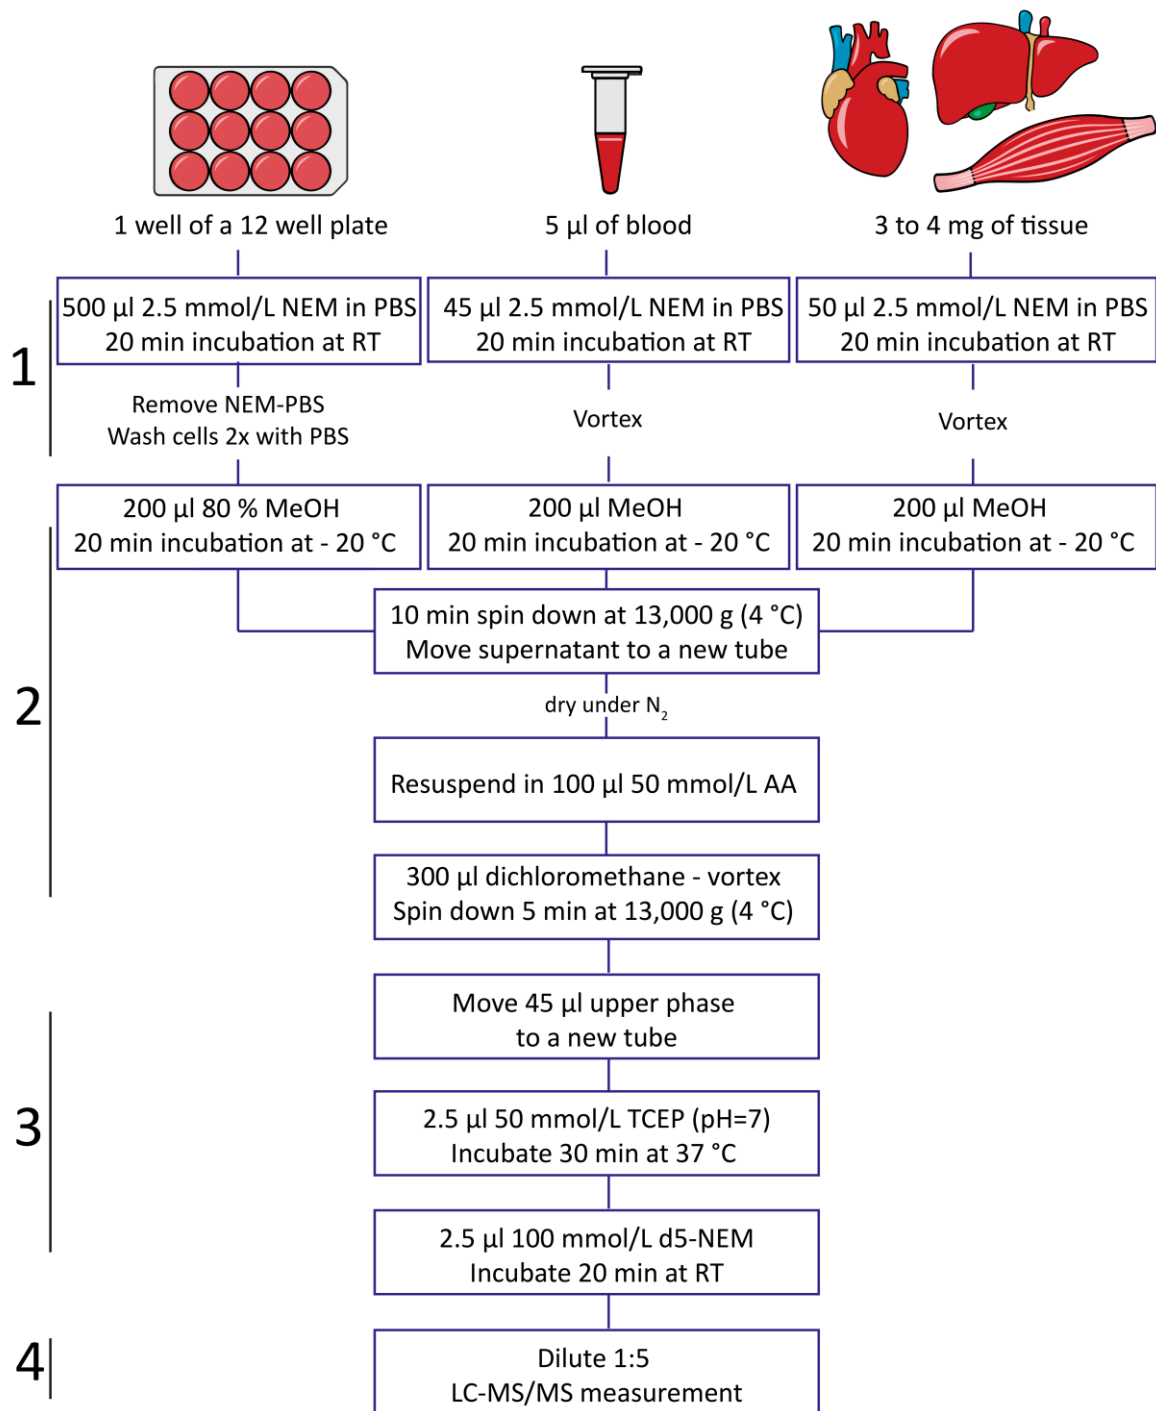 1 well of a 12 well plate
5 µl of blood
3 to 4 mg of tissue
1
500 µl 2.5 mmol/L NEM in PBS
20 min incubation at RT
45 µl 2.5 mmol/L NEM in PBS
20 min incubation at RT
50 µl 2.5 mmol/L NEM in PBS
20 min incubation at RT
Remove NEM-PBS
Wash cells 2x with PBS
Vortex
Vortex
2
200 µl 80 % MeOH
20 min incubation at - 20 °C
200 µl MeOH
20 min incubation at - 20 °C
200 µl MeOH
20 min incubation at - 20 °C
10 min spin down at 13,000 g (4 °C)
Move supernatant to a new tube
dry under N₂
Resuspend in 100 µl 50 mmol/L AA
300 µl dichloromethane - vortex
Spin down 5 min at 13,000 g (4 °C)
3
Move 45 µl upper phase
to a new tube
2.5 µl 50 mmol/L TCEP (pH=7)
Incubate 30 min at 37 °C
2.5 µl 100 mmol/L d5-NEM
Incubate 20 min at RT
4
Dilute 1:5
LC-MS/MS measurement